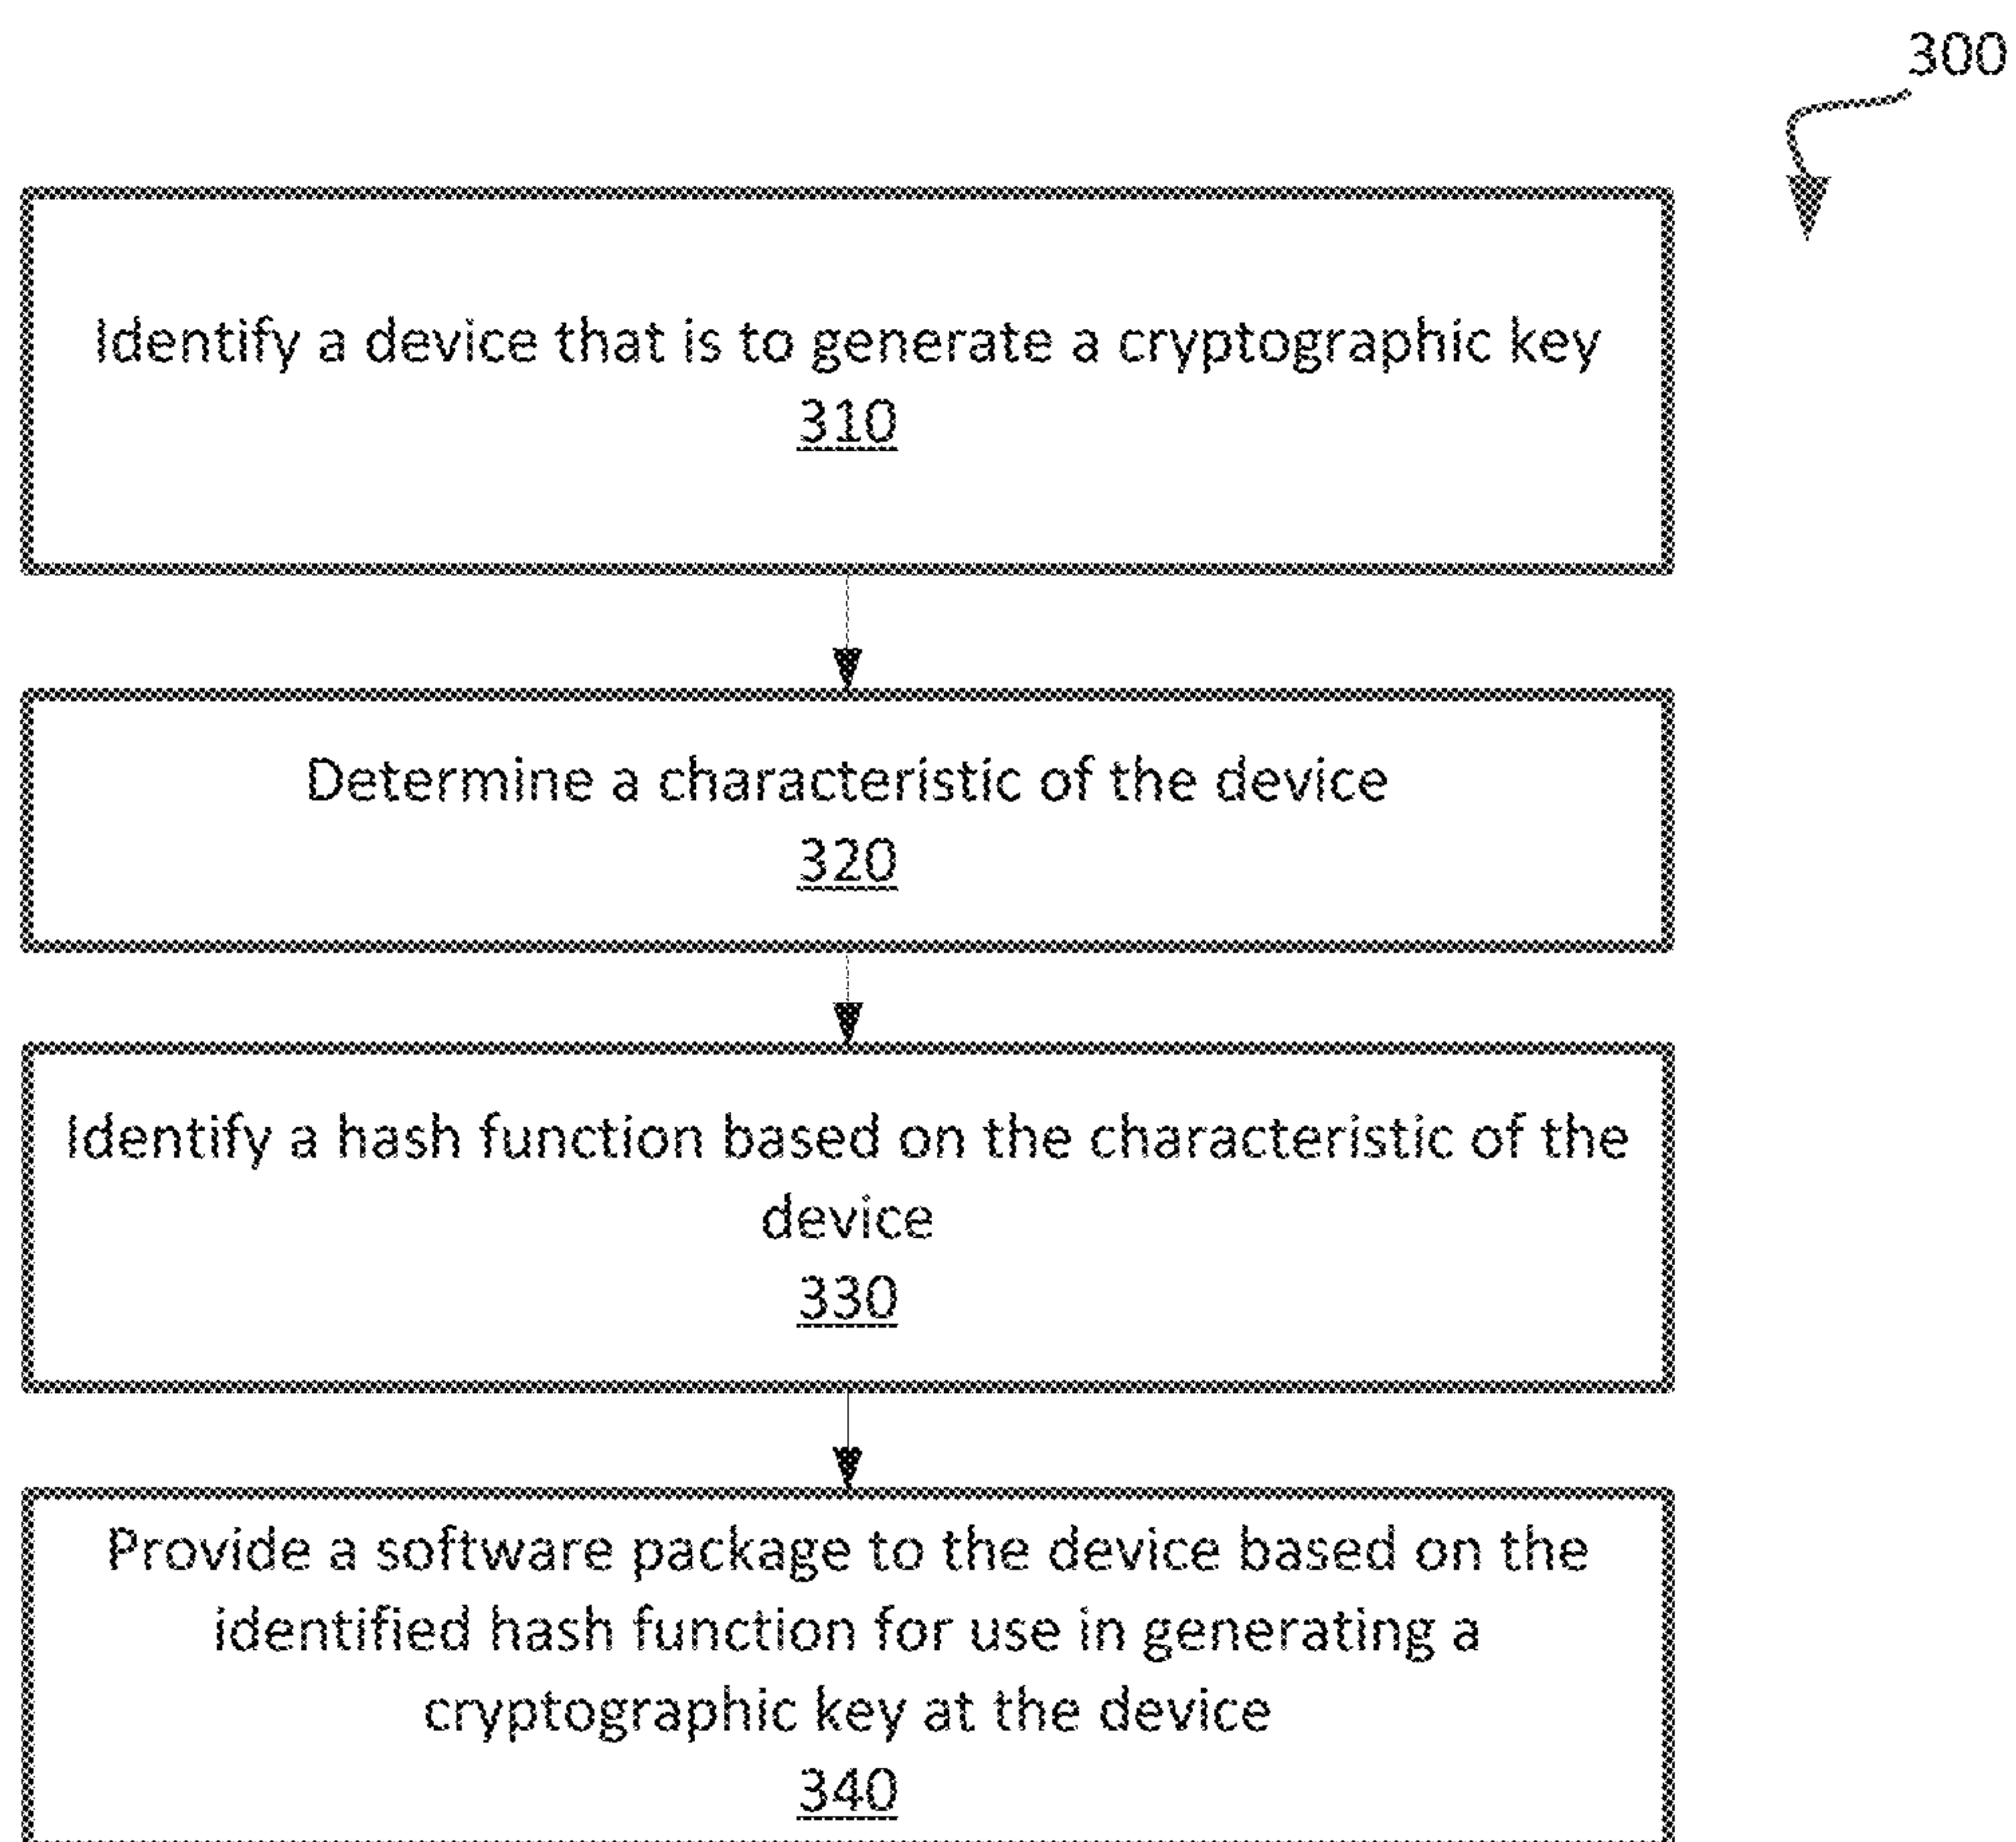 300
Identify a device that is to generate a cryptographic key
310
Determine a characteristic of the device
320
Identify a hash function based on the characteristic of the
device
330
Provide a software package to the device based on the
identified hash function for use in generating a
cryptographic key at the device
340